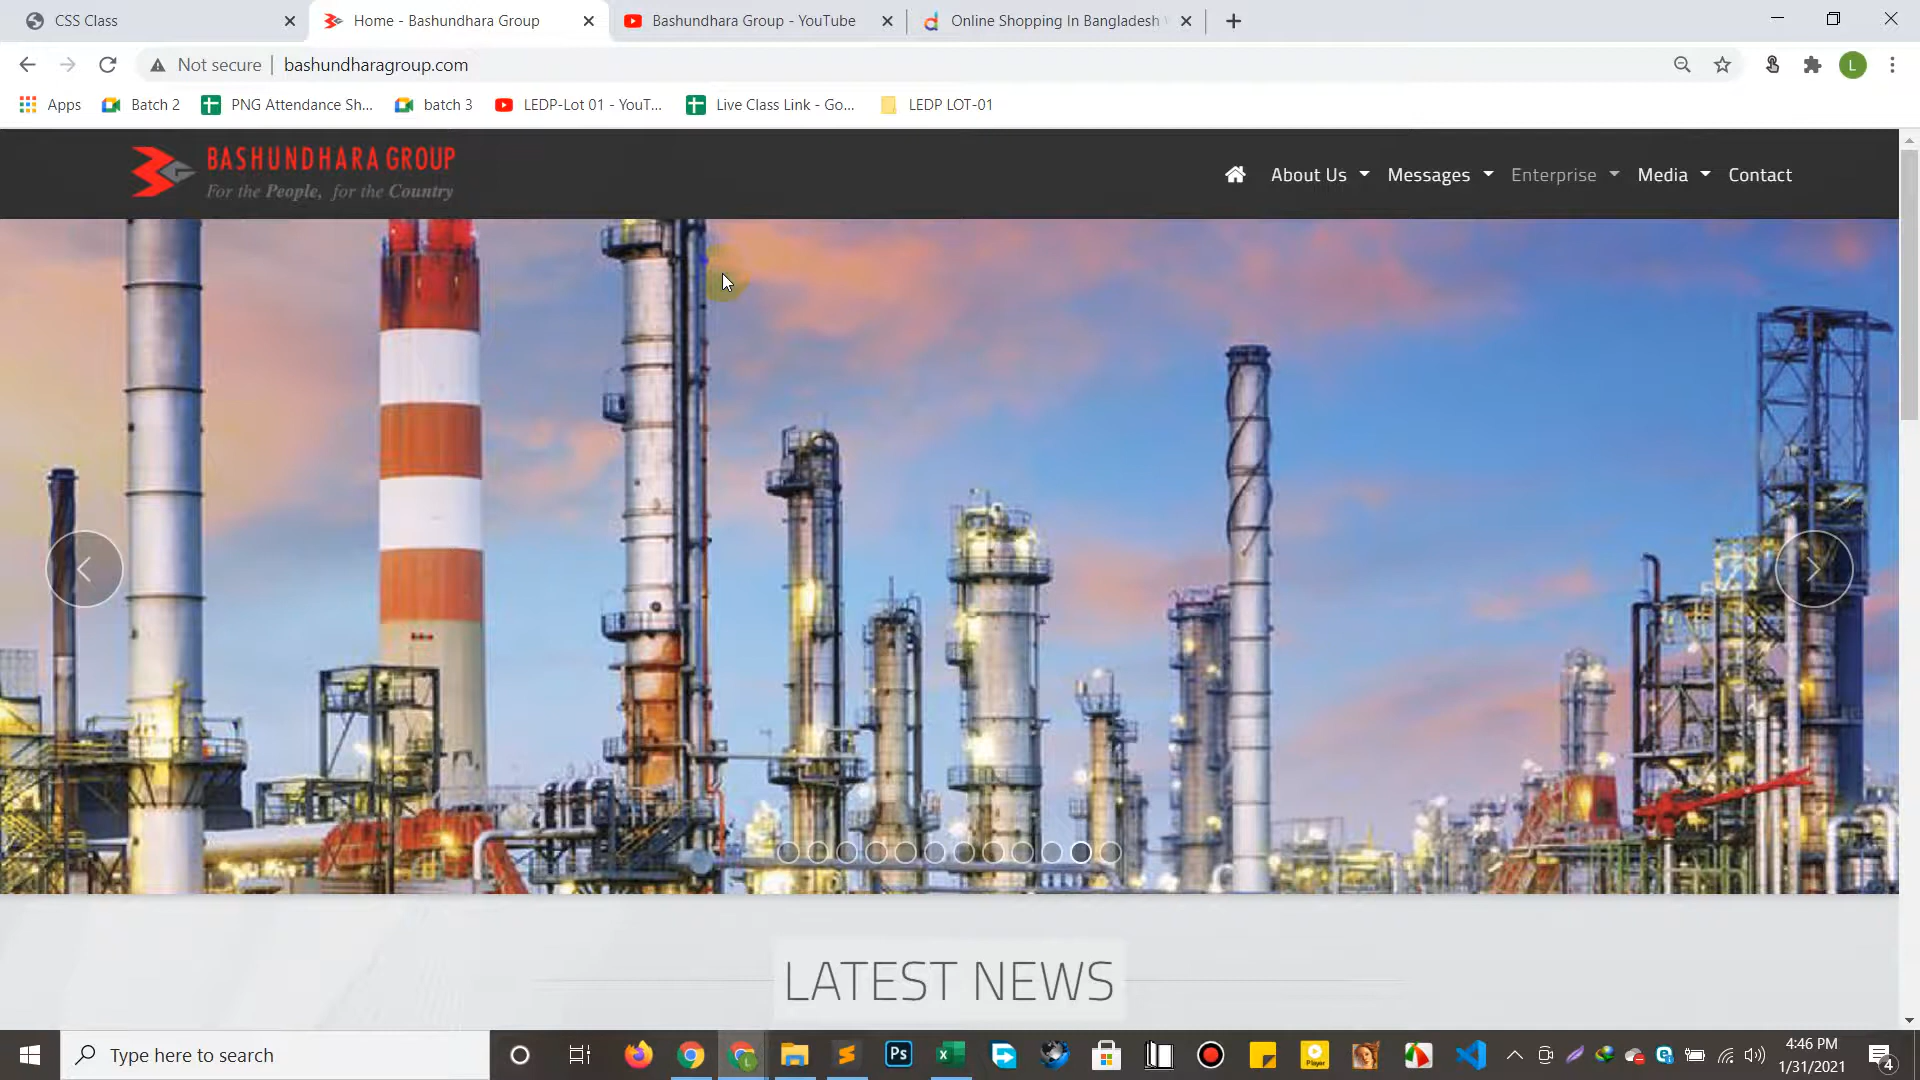 CSS Class
Home - Bashundhara Group
Bashundhara Group - YouTube
Online Shopping In Bangladesh
Not secure
bashundharagroup.com
L
Apps
Batch 2
PNG Attendance Sh...
batch 3
LEDP-Lot 01 - YouT...
Live Class Link - Go...
LEDP LOT-01
BASHUNDHARA GROUP
For the People, for the Country
About Us
Messages
Enterprise
Media
Contact
LATEST NEWS
Type here to search
Ps
Player
4:46 PM
1/31/2021
4